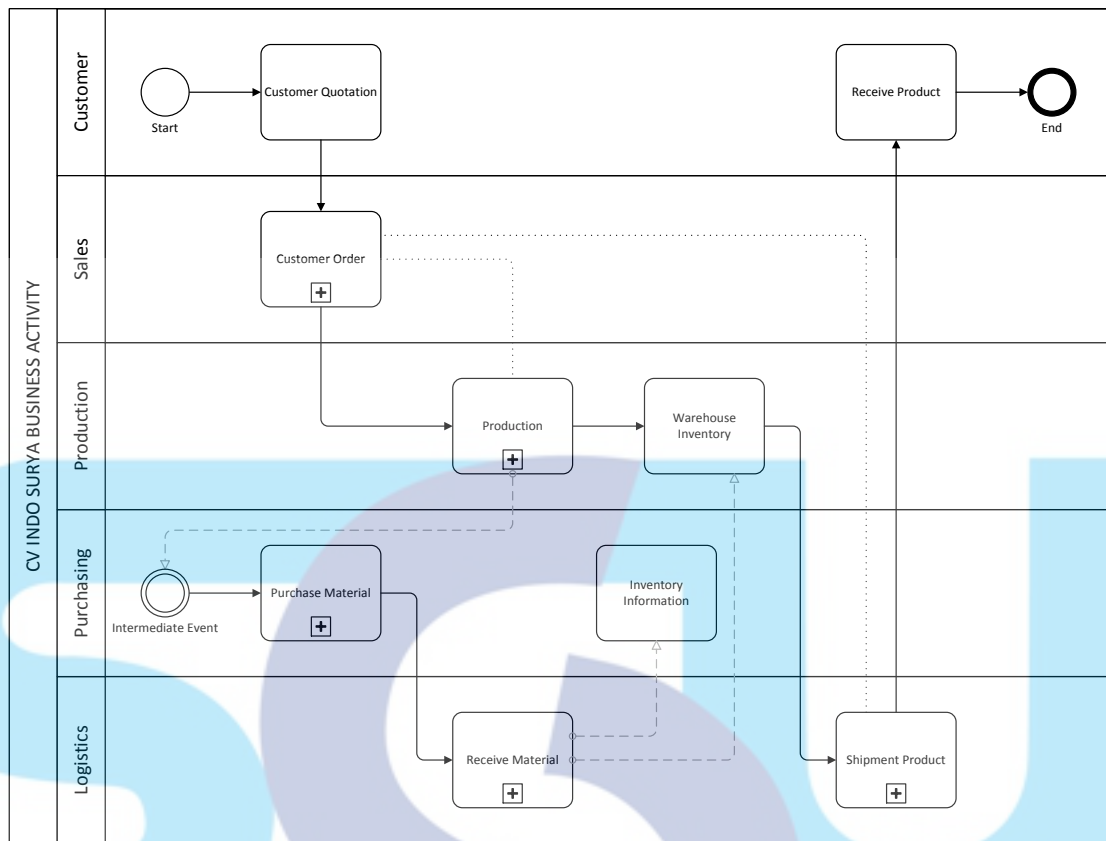 CV INDO SURYA BUSINESS ACTIVITY
Customer
Start
Customer Quotation
Receive Product
End
Sales
Customer Order
Production
Production
Warehouse
Inventory
Purchasing
Intermediate Event
Purchase Material
Inventory
Information
Logistics
Receive Material
Shipment Product
SGU